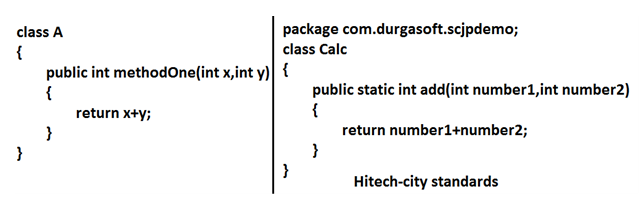 class A
{
public int methodOne(int x,int y)
{
return x+y;
}
}
package com.durgasoft.scjpdemo;
class Calc
{
public static int add(int number1,int number2)
{
return number1+number2;
}
}
Hitech-city standards